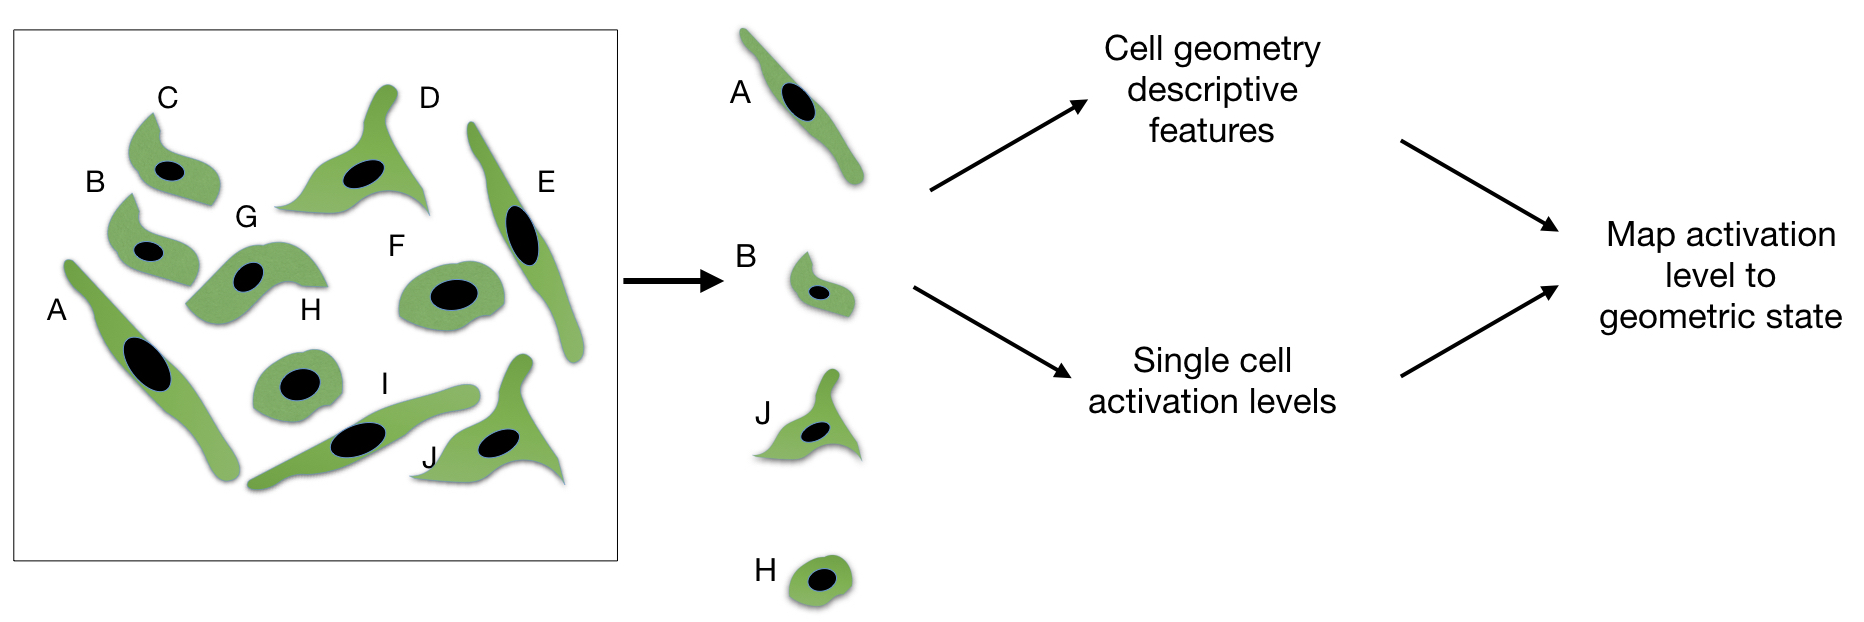 C
D
B
E
G
F
A
H
I
J
A
B
J
H
Cell geometry
descriptive
features
Single cell
activation levels
Map activation
level to
geometric state